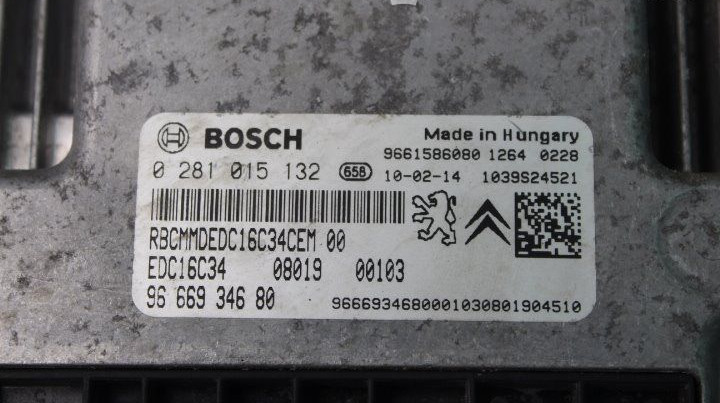 BOSCH Made in Hungary
9661586080 1264 0228
0 281 015 132 658 10-02-14 1039S24521
RBCMMDEDC16C34CEM 00
EDC16C34 08019 00103
96 669 346 80 9666934680001030801904510